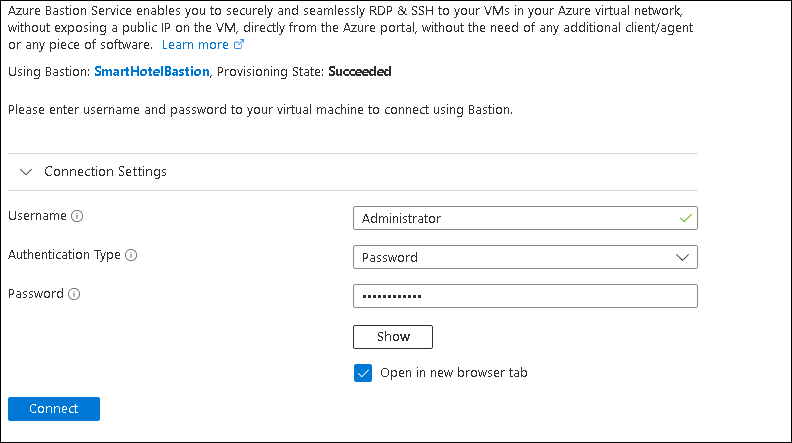 Azure Bastion Service enables you to securely and seamlessly RDP & SSH to your VMs in your Azure virtual network,
without exposing a public IP on the VM, directly from the Azure portal, without the need of any additional client/agent
or any piece of software. Learn more
Using Bastion: SmartHotelBastion, Provisioning State: Succeeded
Please enter username and password to your virtual machine to connect using Bastion.
Connection Settings
Username
Administrator
Authentication Type
Password
Password
••••••••••••
Show
Open in new browser tab
Connect